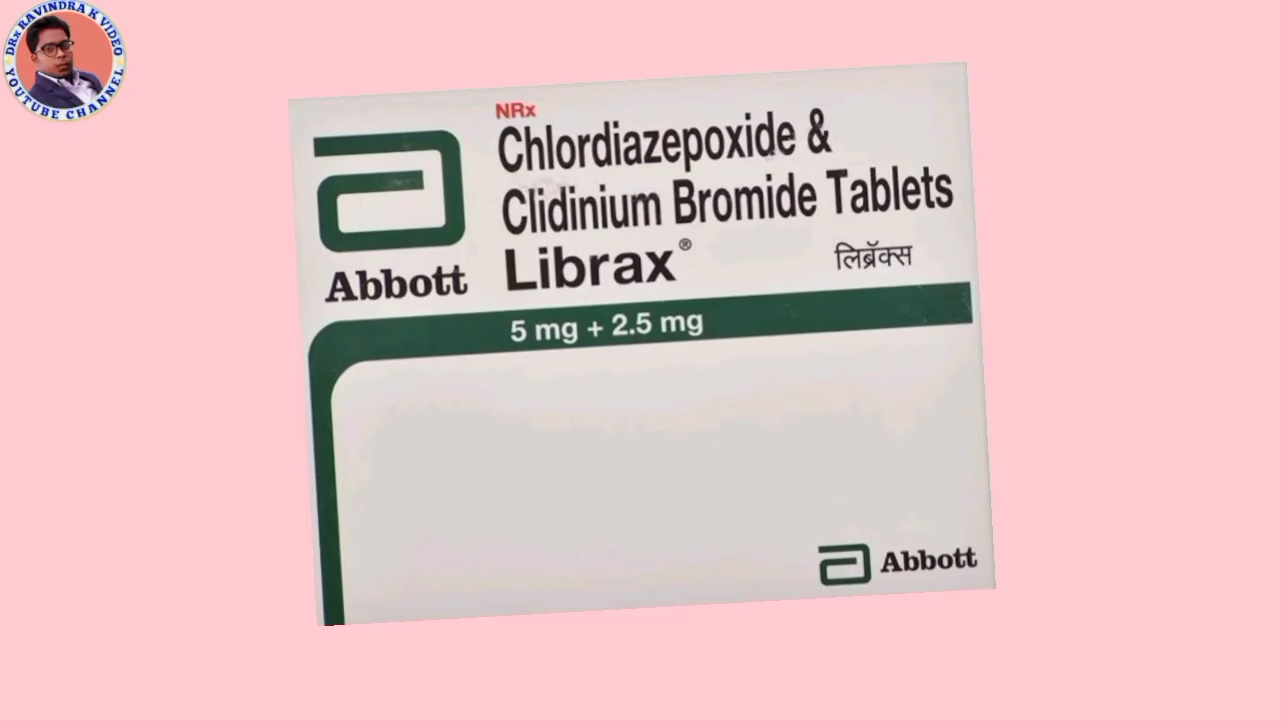 DRx RAVINDRA K VIDEO
YOUTUBE CHANNEL
NRx
Chlordiazepoxide &
Clidinium Bromide Tablets
Abbott
Librax®
लिब्रॅक्स
5 mg + 2.5 mg
Abbott